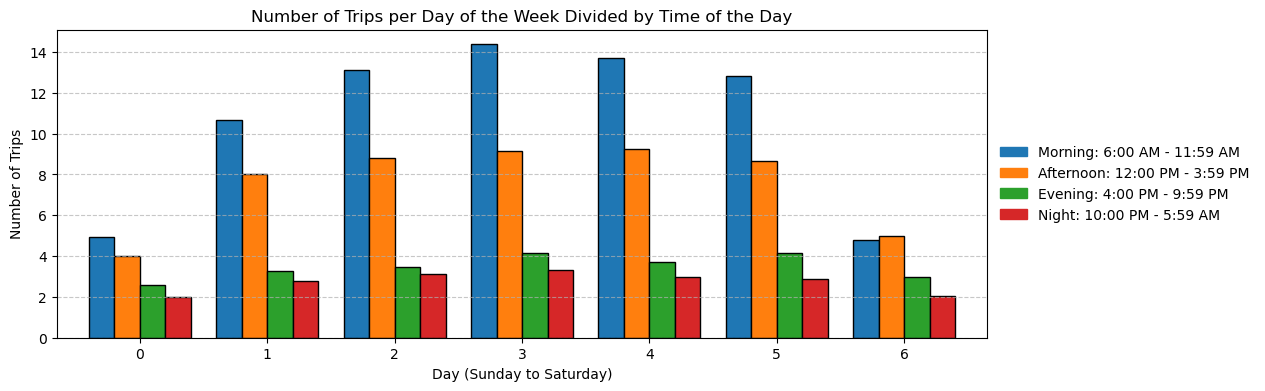 Number of Trips per Day of the Week Divided by Time of the Day
Number of Trips
14
12
10
8
6
4
2
0
0 1 2 3 4 5 6
Day (Sunday to Saturday)
Morning: 6:00 AM - 11:59 AM
Afternoon: 12:00 PM - 3:59 PM
Evening: 4:00 PM - 9:59 PM
Night: 10:00 PM - 5:59 AM